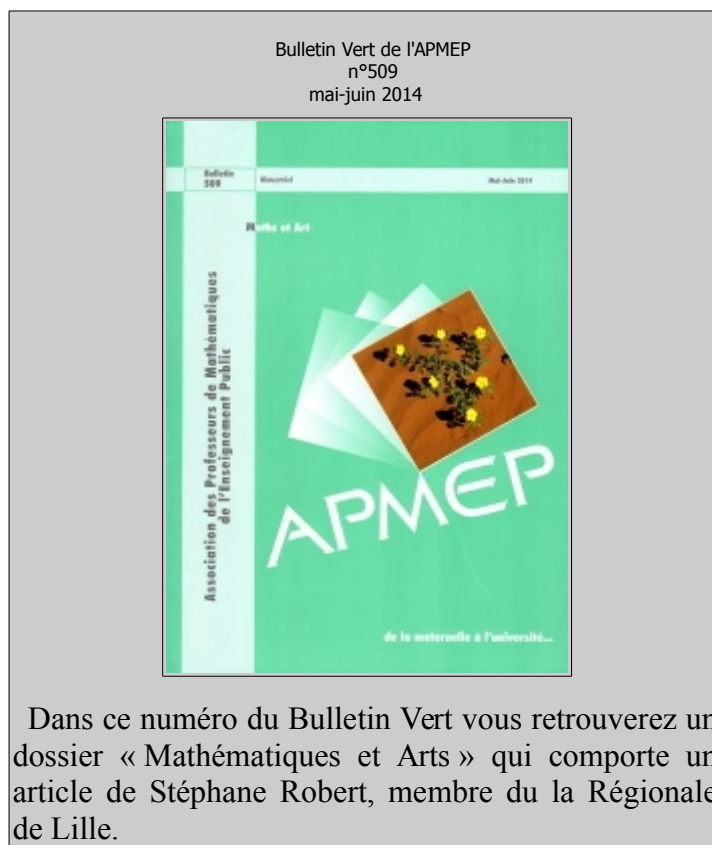 Bulletin Vert de l'APMEP
n°509
mai-juin 2014
Bulletin
509
Bimestriel
Mai-Juin 2014
Maths et Art
Association des Professeurs de Mathématiques
de l'Enseignement Public
APMEP
de la maternelle à l'université...
Dans ce numéro du Bulletin Vert vous retrouverez un
dossier « Mathématiques et Arts » qui comporte un
article de Stéphane Robert, membre du la Régionale
de Lille.